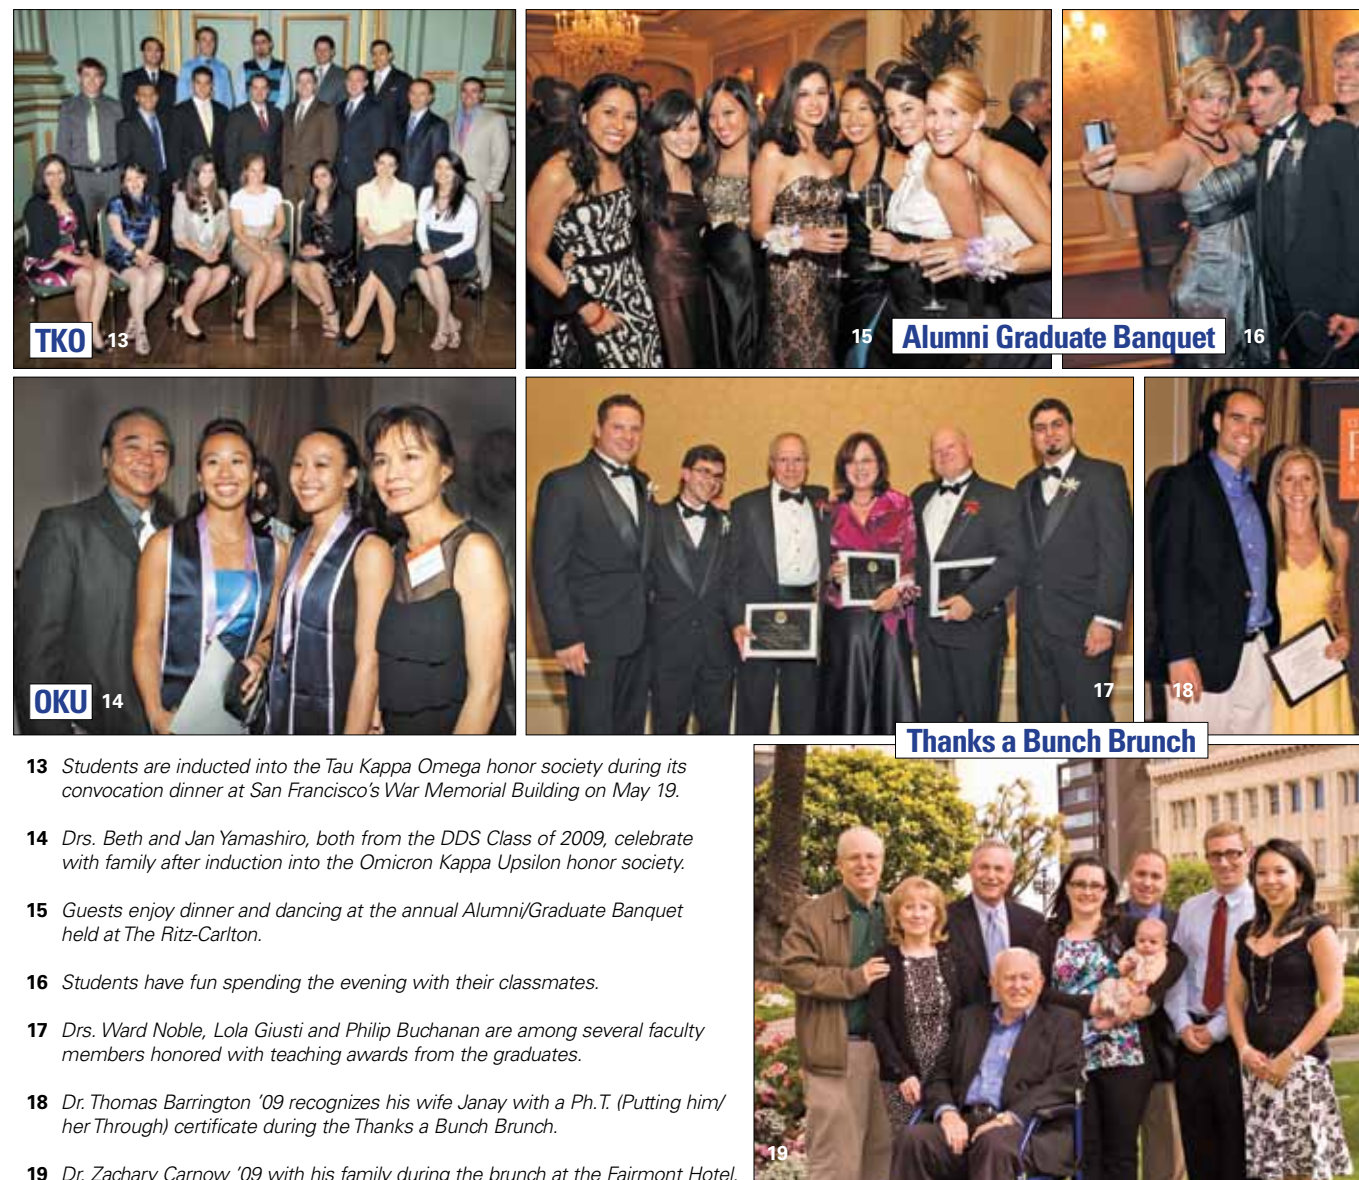 TKO 13
15 Alumni Graduate Banquet 16
OKU 14
17
18
Thanks a Bunch Brunch
13 Students are inducted into the Tau Kappa Omega honor society during its
convocation dinner at San Francisco's War Memorial Building on May 19.
14 Drs. Beth and Jan Yamashiro, both from the DDS Class of 2009, celebrate
with family after induction into the Omicron Kappa Upsilon honor society.
15 Guests enjoy dinner and dancing at the annual Alumni/Graduate Banquet
held at The Ritz-Carlton.
16 Students have fun spending the evening with their classmates.
17 Drs. Ward Noble, Lola Giusti and Philip Buchanan are among several faculty
members honored with teaching awards from the graduates.
18 Dr. Thomas Barrington ’09 recognizes his wife Janay with a Ph.T. (Putting him/
her Through) certificate during the Thanks a Bunch Brunch.
19 Dr. Zachary Carnow ’09 with his family during the brunch at the Fairmont Hotel.
19